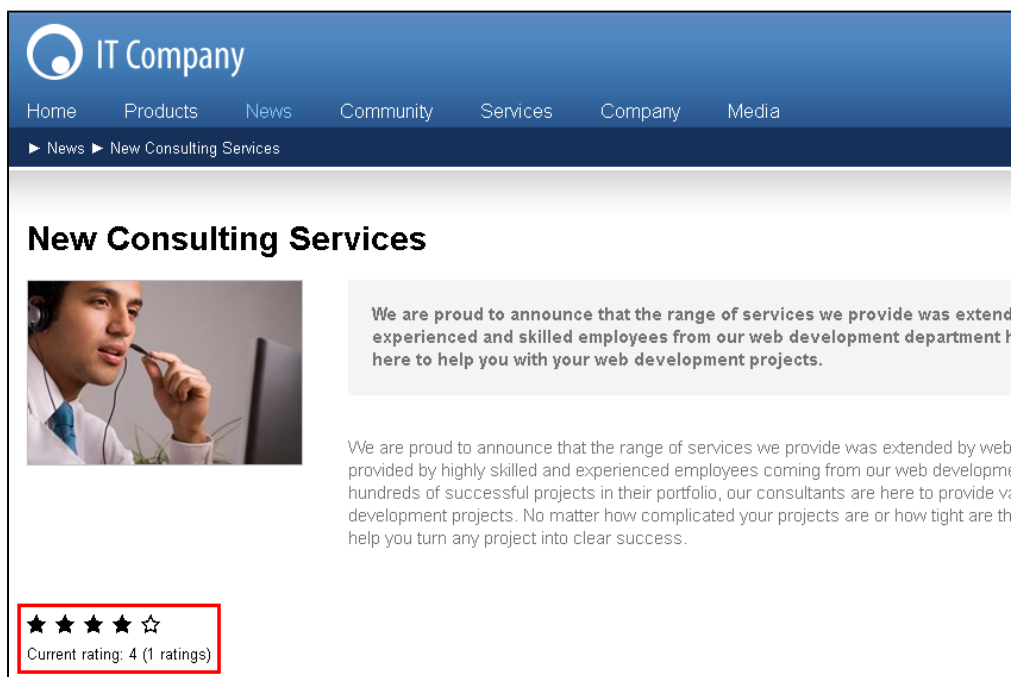 IT Company
Home Products News Community Services Company Media
► News ► New Consulting Services
New Consulting Services
We are proud to announce that the range of services we provide was extend
experienced and skilled employees from our web development department h
here to help you with your web development projects.
We are proud to announce that the range of services we provide was extended by web
provided by highly skilled and experienced employees coming from our web developme
hundreds of successful projects in their portfolio, our consultants are here to provide va
development projects. No matter how complicated your projects are or how tight are th
help you turn any project into clear success.
★ ★ ★ ★ ☆
Current rating: 4 (1 ratings)